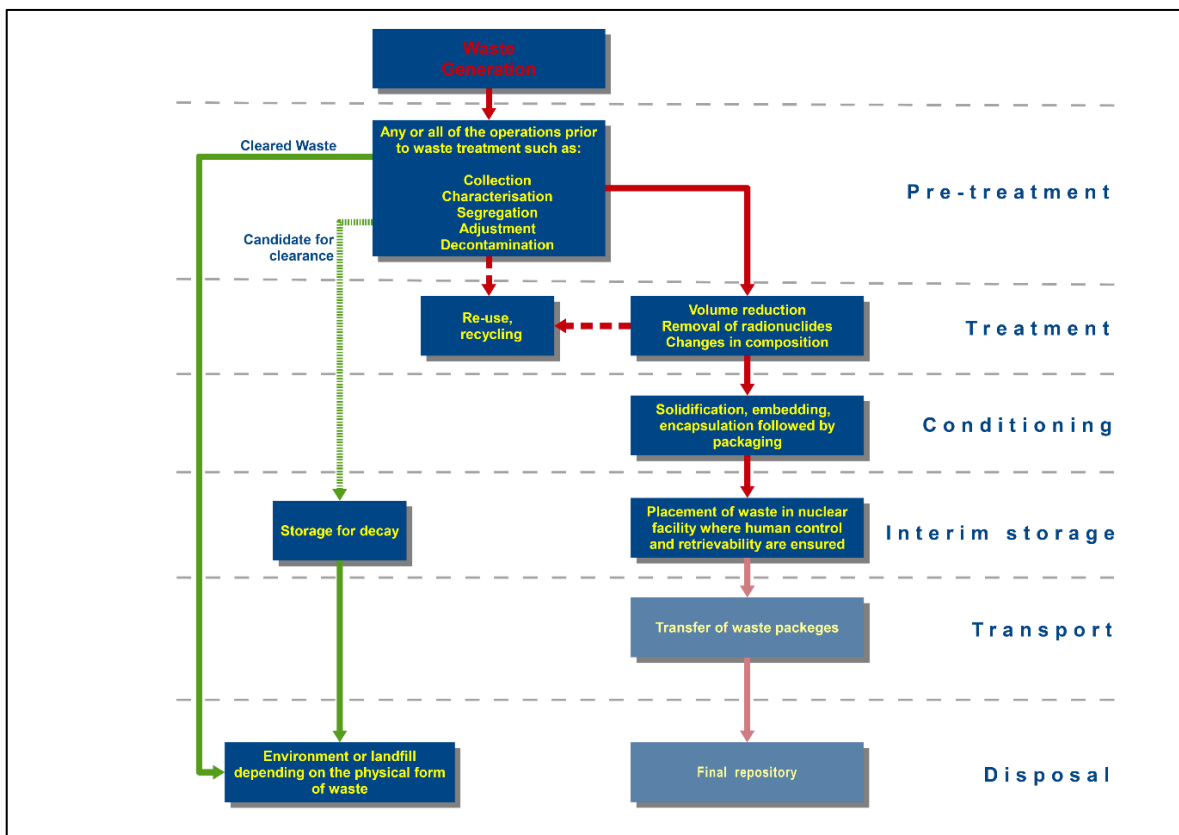 Waste
Generation
Cleared Waste
Any or all of the operations prior
to waste treatment such as:
Collection
Characterisation
Segregation
Adjustment
Decontamination
Pre-treatment
Candidate for
clearance
Re-use,
recycling
Volume reduction
Removal of radionuclides
Changes in composition
Treatment
Solidification, embedding,
encapsulation followed by
packaging
Conditioning
Storage for decay
Placement of waste in nuclear
facility where human control
and retrievability are ensured
Interim storage
Transfer of waste packeges
Transport
Environment or landfill
depending on the physical form
of waste
Final repository
Disposal